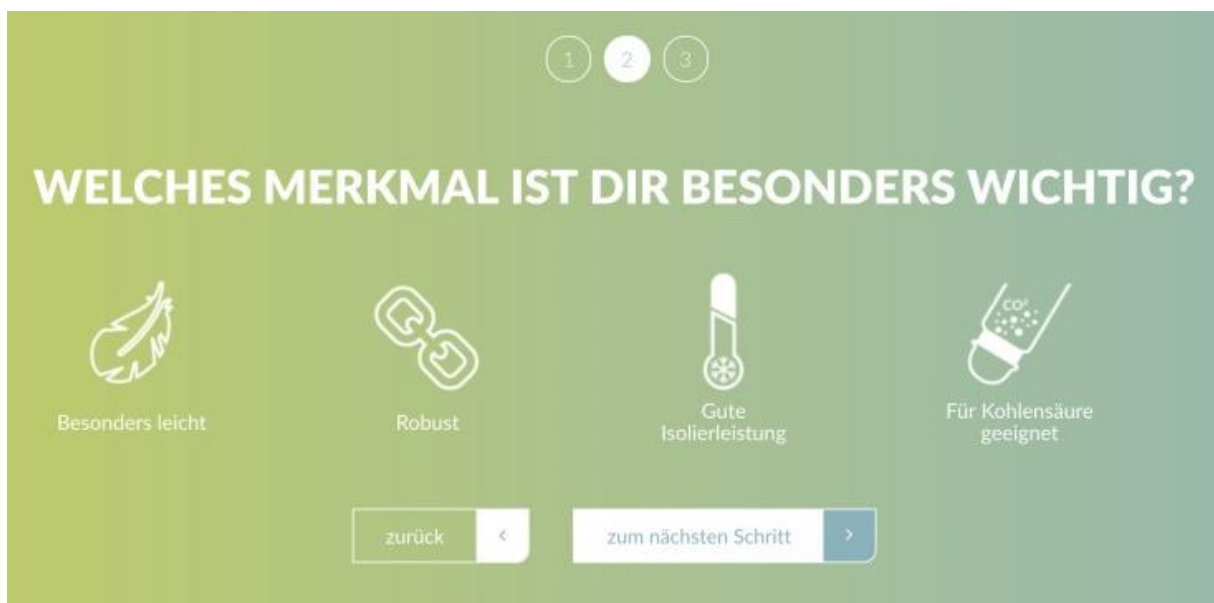 1 2 3
WELCHES MERKMAL IST DIR BESONDERS WICHTIG?
CO²
Besonders leicht
Robust
Gute
Isolierleistung
Für Kohlensäure
geeignet
zurück <
zum nächsten Schritt >